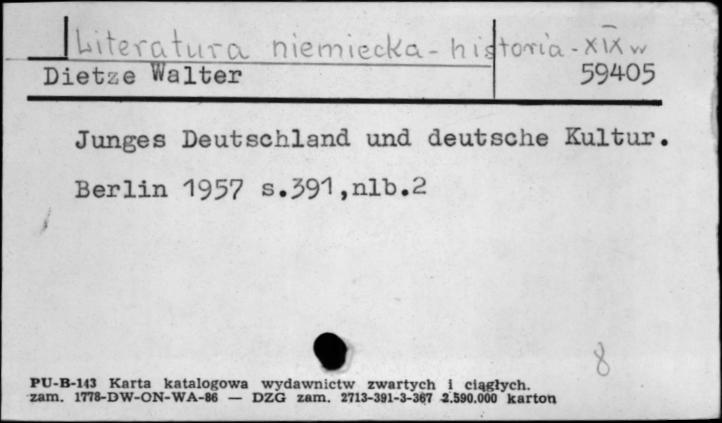 Literatura niemiecka - historia - XIX w
Dietze Walter 59405
Junges Deutschland und deutsche Kultur.
Berlin 1957 s.391,nlb.2
8
PU-B-143 Karta katalogowa wydawnictw zwartych i ciągłych.
zam. 1778-DW-ON-WA-86 — DZG zam. 2713-391-3-367 2.590.000 karton